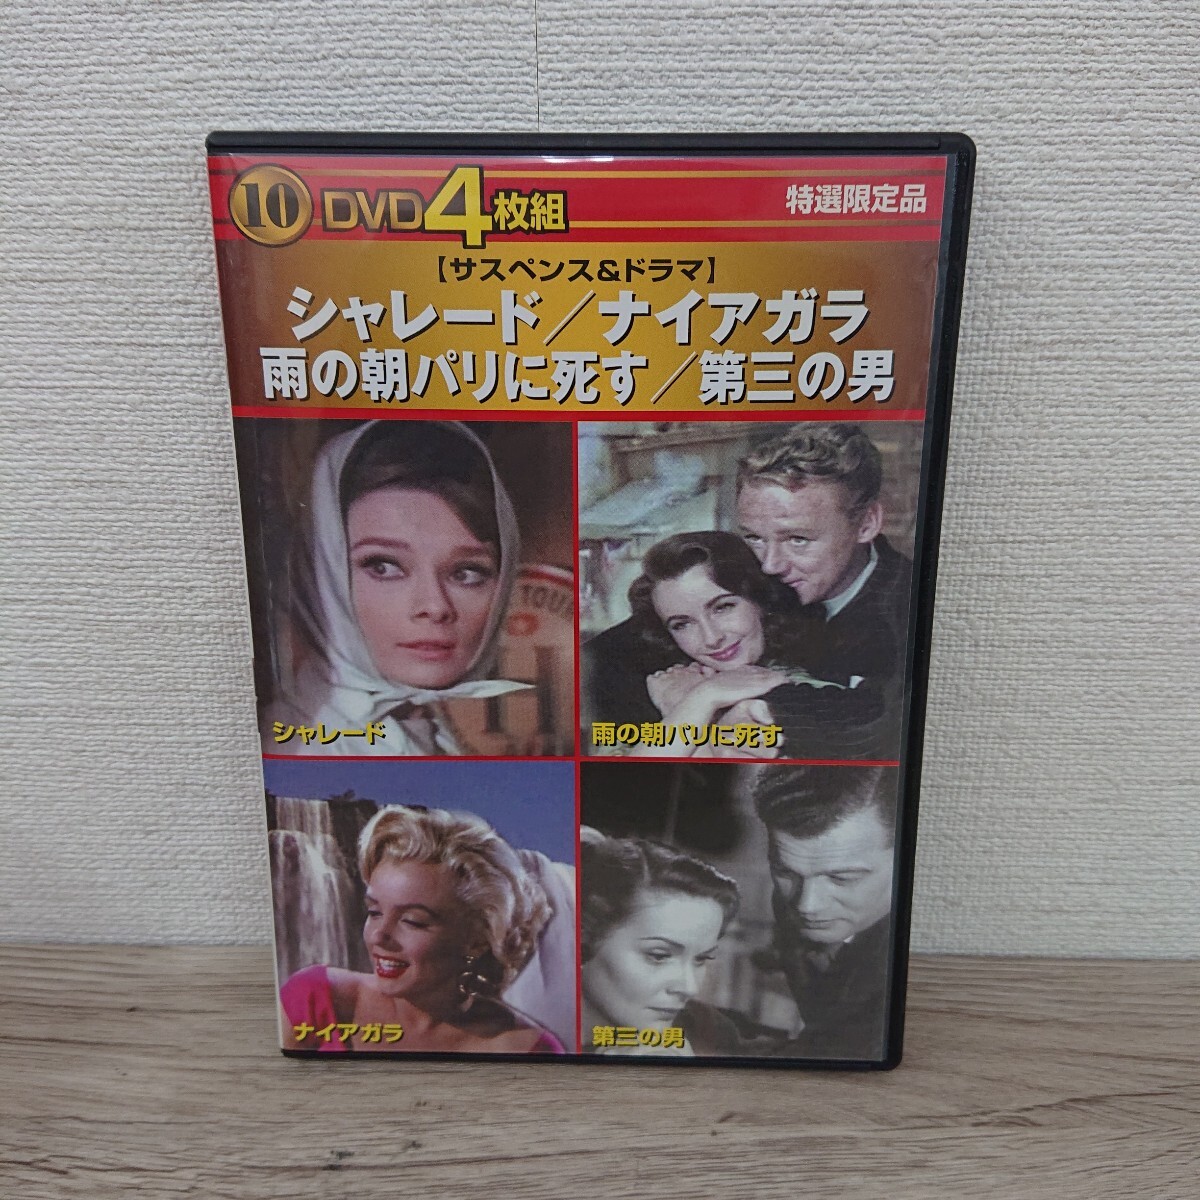 10 DVD4枚組
特選限定品
【サスペンス&ドラマ】
シャレード／ナイアガラ
雨の朝パリに死す／第三の男
TOU
シャレード
雨の朝パリに死す
ナイアガラ
第三の男